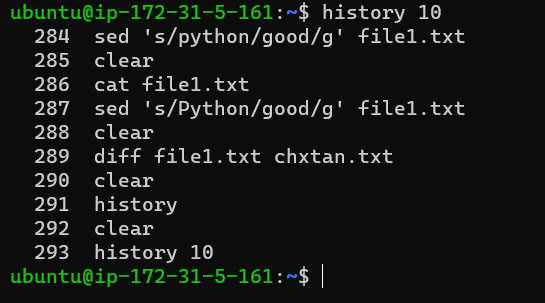 ubuntu@ip-172-31-5-161:~$ history 10
284 sed 's/python/good/g' file1.txt
285 clear
286 cat file1.txt
287 sed 's/Python/good/g' file1.txt
288 clear
289 diff file1.txt chxtan.txt
290 clear
291 history
292 clear
293 history 10
ubuntu@ip-172-31-5-161:~$